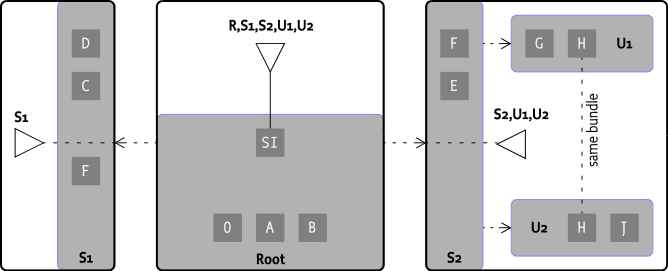 S1
D
C
F
S1
R,S1,S2,U1,U2
SI
O A B
Root
F
E
S2
S2,U1,U2
G H U1
same bundle
U2 H J